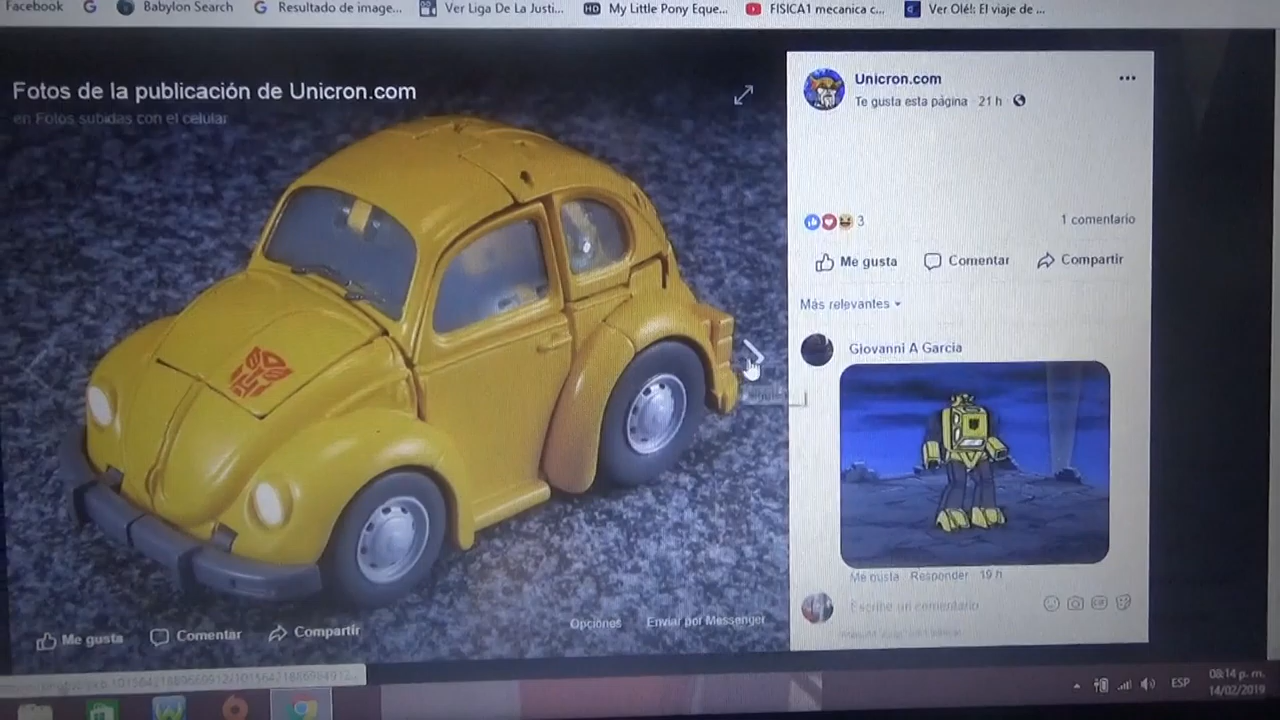 Facebook
Babylon Search
Resultado de image...
Ver Liga De La Justi...
HD
My Little Pony Eque...
FISICA1 mecanica c...
Ver Olé!: El viaje de ...
Fotos de la publicación de Unicron.com
en Fotos subidas con el celular
Unicron.com
Te gusta esta página 21 h
3
1 comentario
Me gusta
Comentar
Compartir
Más relevantes
Giovanni A Garcia
Me gusta Responder 19 h
Escribe un comentario
Opciones
Enviar por Messenger
Me gusta
Comentar
Compartir
ESP
08:14 p. m.
14/02/2019